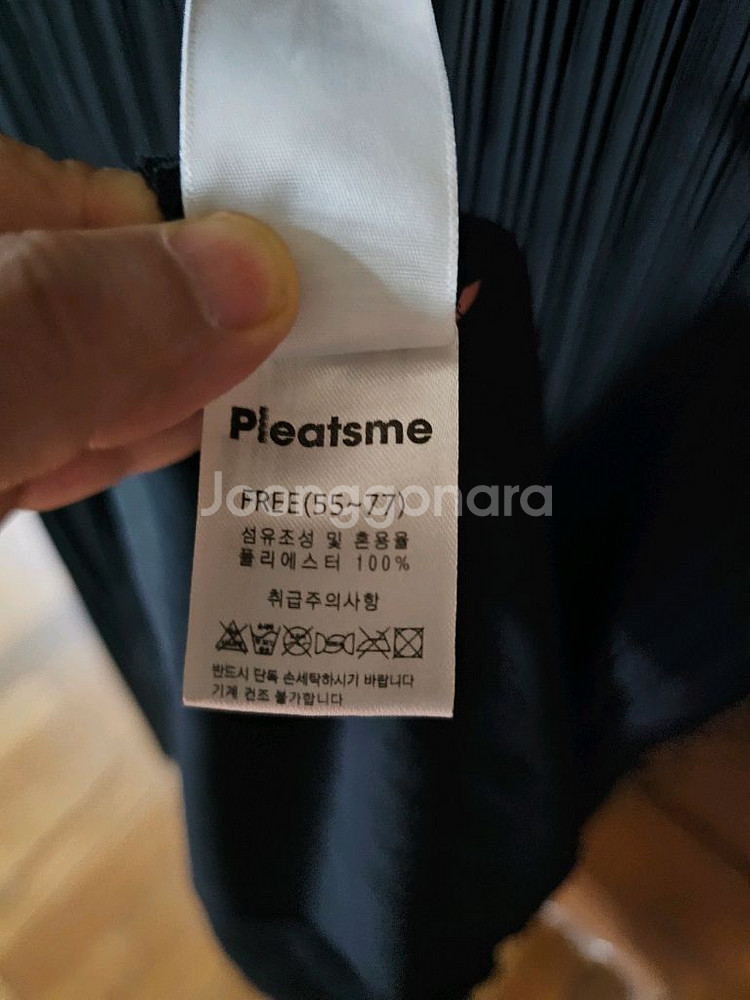 Pleatsme
Joonggonara
FREE(55~77)
섬유조성 및 혼용율
폴리에스터 100%
취급주의사항
반드시 단독 손세탁하시기 바랍니다
기계 건조 불가합니다